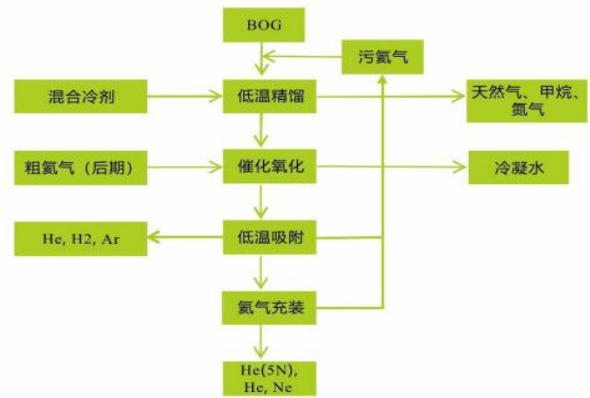 BOG
污氦气
混合冷剂
低温精馏
天然气、甲烷、
氮气
粗氦气（后期）
催化氧化
冷凝水
He, H2, Ar
低温吸附
氦气充装
He(5N),
He, Ne